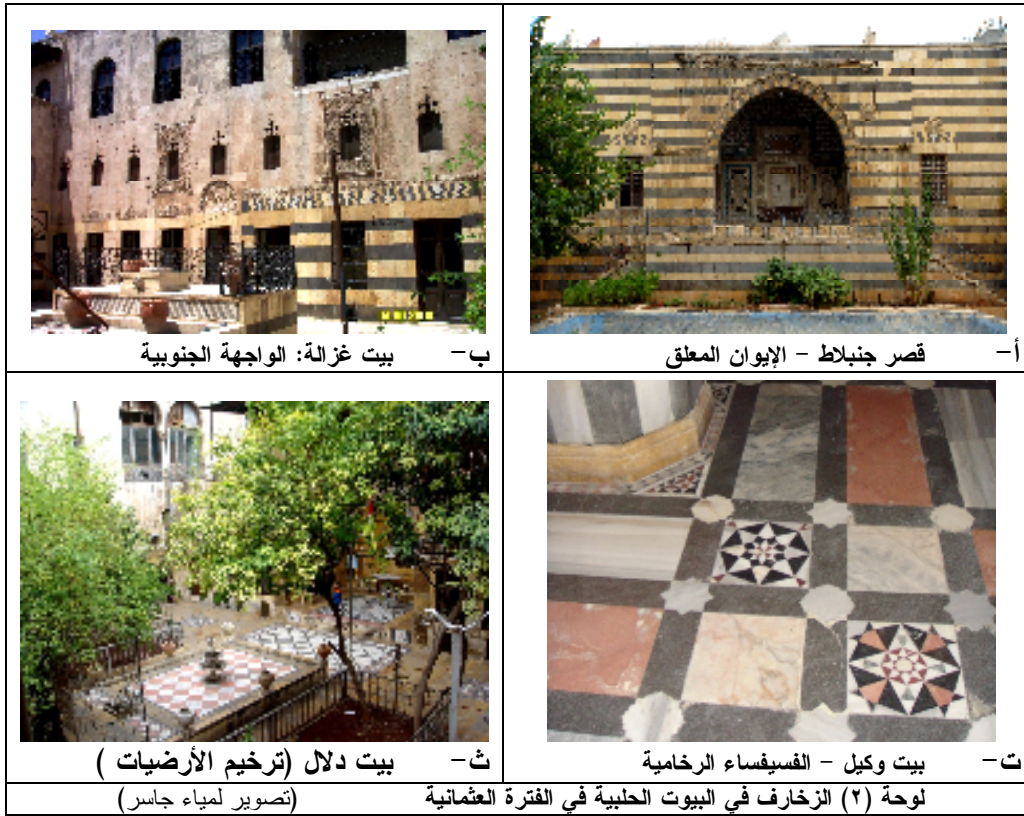 أ- قصر جنبلاط - الإيوان المعلق
ب- بيت غزالة: الواجهة الجنوبية
ت- بيت وكيل - الفسيفساء الرخامية
ث- بيت دلال (ترخيم الأرضيات )
لوحة (٢) الزخارف في البيوت الحلبية في الفترة العثمانية (تصوير لمياء جاسر)